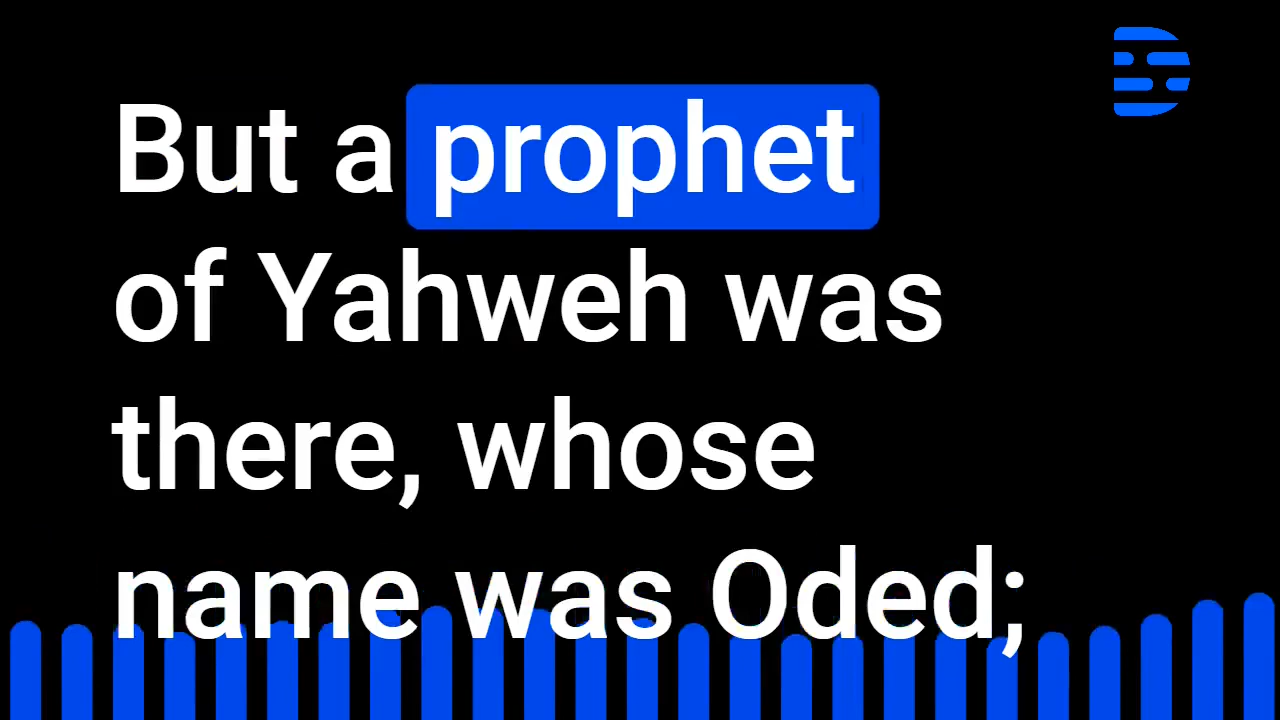 But a prophet
of Yahweh was
there, whose
name was Oded;